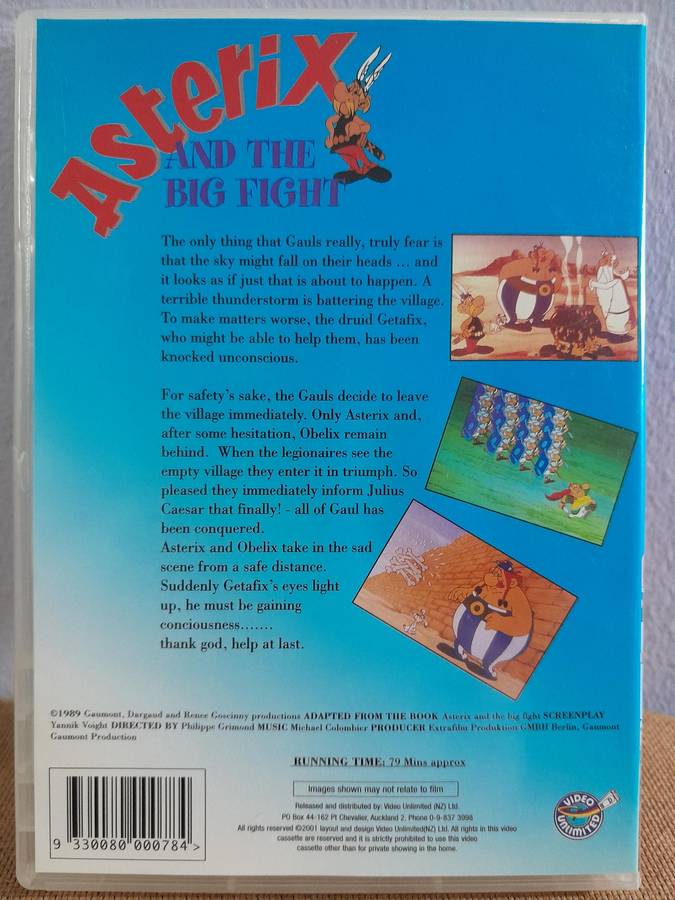 Asterix
AND THE
BIG FIGHT
The only thing that Gauls really, truly fear is
that the sky might fall on their heads ... and
it looks as if just that is about to happen. A
terrible thunderstorm is battering the village.
To make matters worse, the druid Getafix,
who might be able to help them, has been
knocked unconscious.
For safety's sake, the Gauls decide to leave
the village immediately. Only Asterix and,
after some hesitation, Obelix remain
behind. When the legionaires see the
empty village they enter it in triumph. So
pleased they immediately inform Julius
Caesar that finally! - all of Gaul has
been conquered.
Asterix and Obelix take in the sad
scene from a safe distance.
Suddenly Getafix's eyes light
up, he must be gaining
conciousness.......
thank god, help at last.
©1989 Gaumont, Dargaud and Renee Goscinny productions ADAPTED FROM THE BOOK Asterix and the big fight SCREENPLAY
Yannik Voight DIRECTED BY Philippe Grimond MUSIC Michael Colombier PRODUCER Extrafilm Produktion GMBH Berlin, Gaumont
Gaumont Production
RUNNING TIME: 79 Mins approx
Images shown may not relate to film
Released and distributed by: Video Unlimited (NZ) Ltd.
PO Box 44-162 Pt Chevalier, Auckland 2, Phone 0-9-837 3998
All rights reserved ©2001 layout and design Video Unlimited(NZ) Ltd. All rights in this video
cassette are reserved and it is strictly prohibited to use this video
cassette other than for private showing in the home.
VIDEO
UNLIMITED
9 330080 000784 >